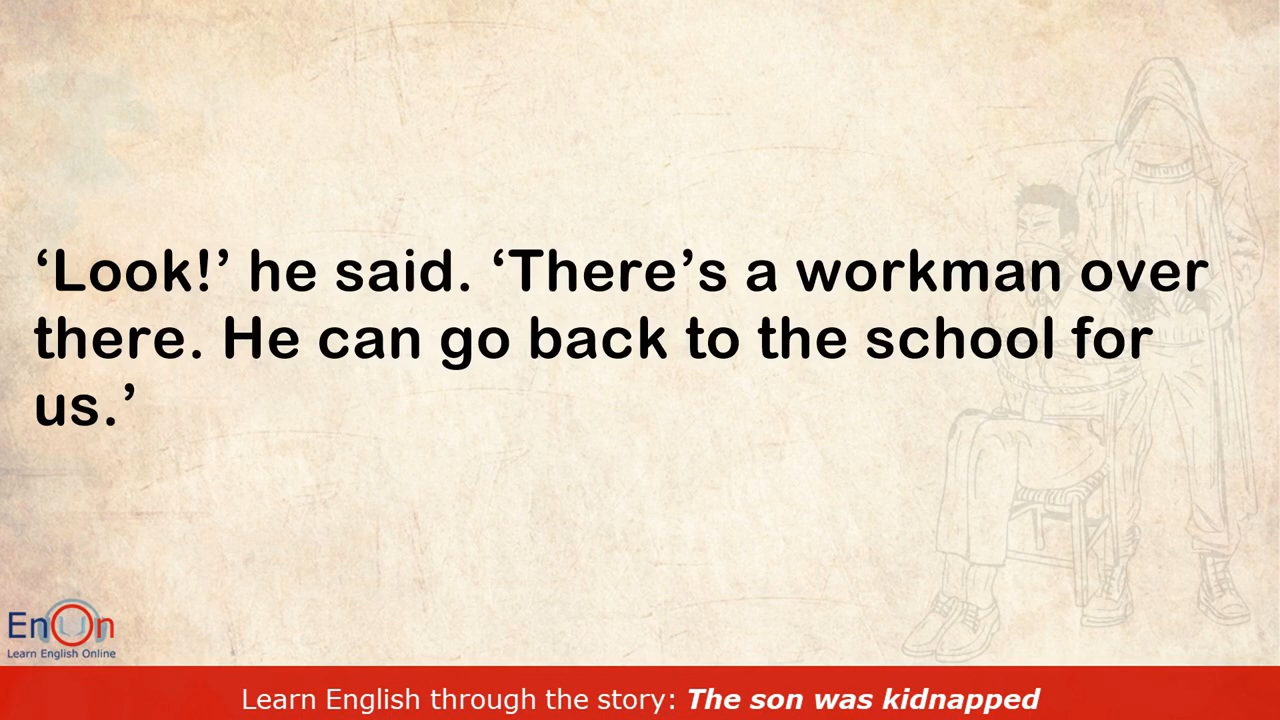 ‘Look!’ he said. ‘There’s a workman over
there. He can go back to the school for
us.’
EnOn
Learn English Online
Learn English through the story: The son was kidnapped